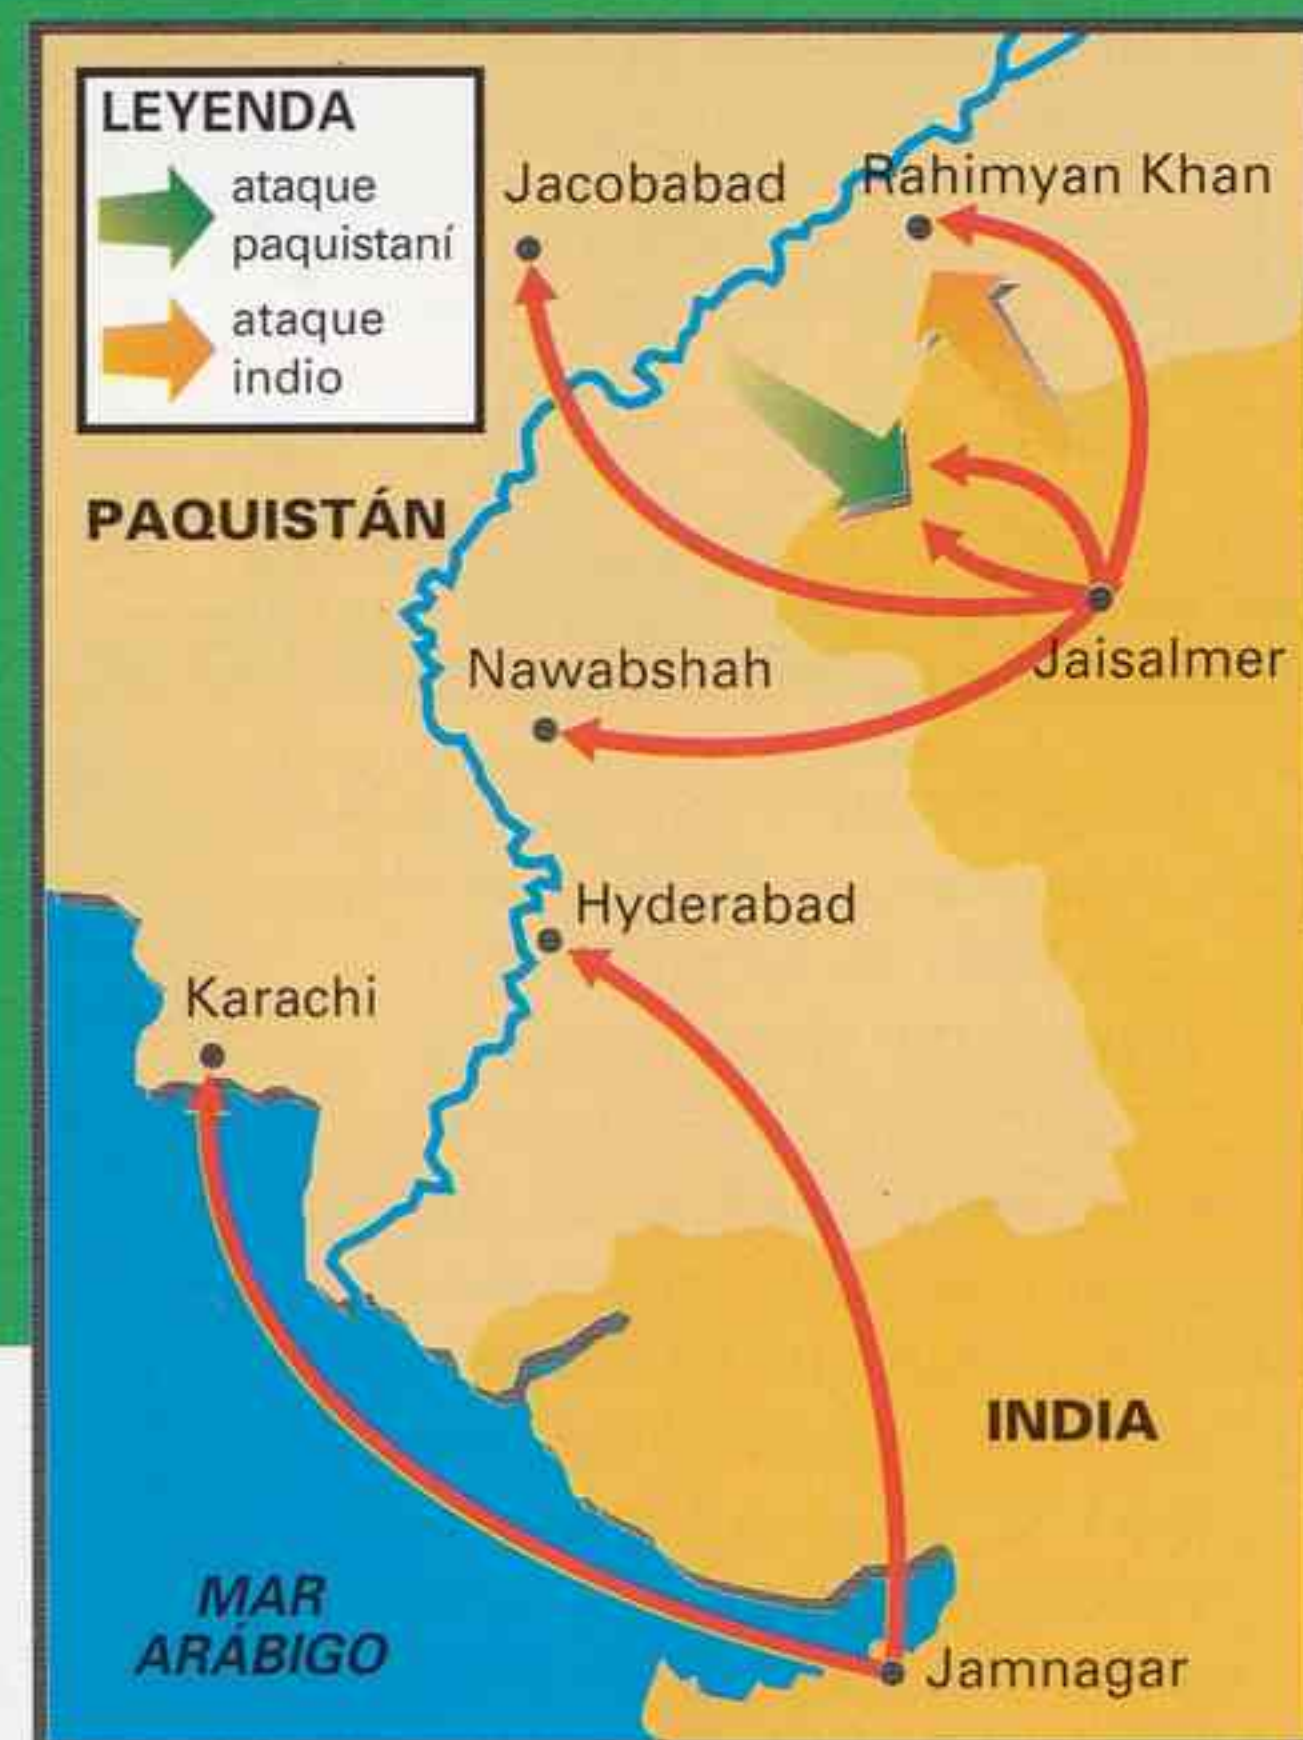 LEYENDA
ataque
paquistaní
ataque
indio
Jacobabad
Rahimyan Khan
PAQUISTÁN
Nawabshah
Jaisalmer
Hyderabad
Karachi
INDIA
MAR
ARÁBIGO
Jamnagar